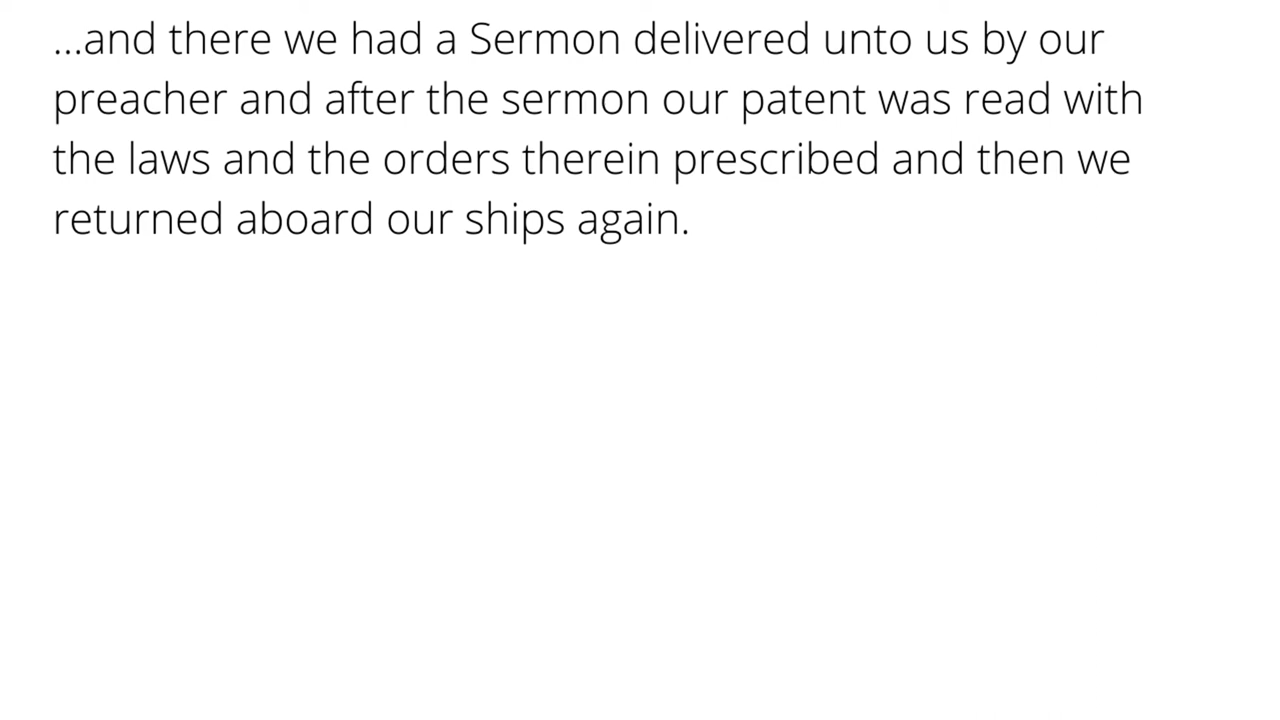 ...and there we had a Sermon delivered unto us by our
preacher and after the sermon our patent was read with
the laws and the orders therein prescribed and then we
returned aboard our ships again.